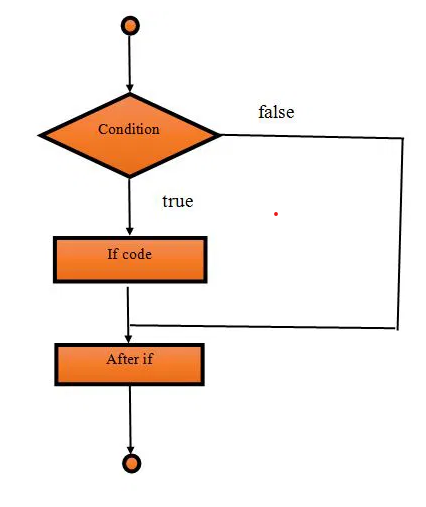 Condition
false
true
If code
After if